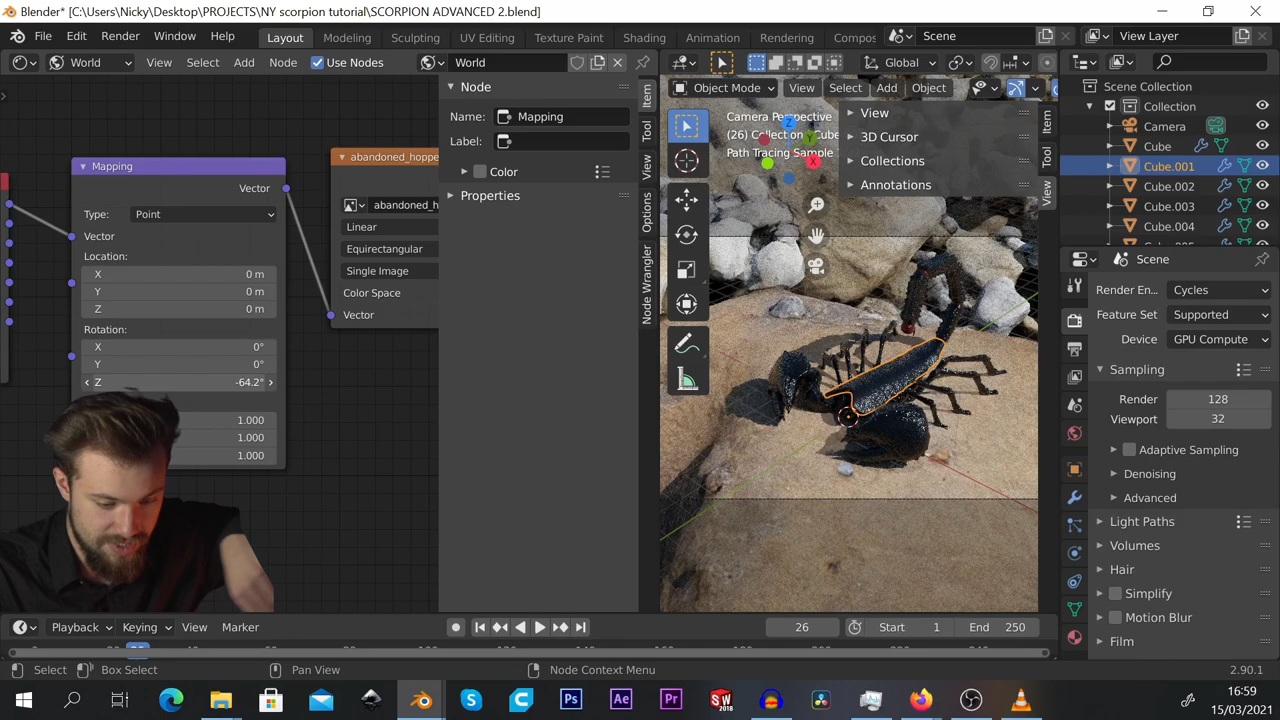 Blender* [C:\Users\Nicky\Desktop\PROJECTS\NY scorpion tutorial\SCORPION ADVANCED 2.blend]
File Edit Render Window Help Layout Modeling Sculpting UV Editing Texture Paint Shading Animation Rendering Compos Scene View Layer
World View Select Add Node Use Nodes World Global
Object Mode View Select Add Object
Scene Collection
Collection
Camera
Cube
Cube.001
Cube.002
Cube.003
Cube.004
Mapping
Vector
Type: Point
Vector
Location:
X 0 m
Y 0 m
Z 0 m
Rotation:
X 0°
Y 0°
Z -64.2°
1.000
1.000
1.000
abandoned_hoppe
abandoned_h
Linear
Equirectangular
Single Image
Color Space
Vector
Node
Name: Mapping
Label:
Color
Properties
Item
Tool
View
Options
Node Wrangler
Camera Perspective
(26) Collection
Path Tracing Sample
View
3D Cursor
Collections
Annotations
Item
Tool
View
Scene
Render En... Cycles
Feature Set Supported
Device GPU Compute
Sampling
Render 128
Viewport 32
Adaptive Sampling
Denoising
Advanced
Light Paths
Volumes
Hair
Simplify
Motion Blur
Film
Playback Keying View Marker 26 Start 1 End 250
Select Box Select Pan View Node Context Menu 2.90.1
16:59
15/03/2021